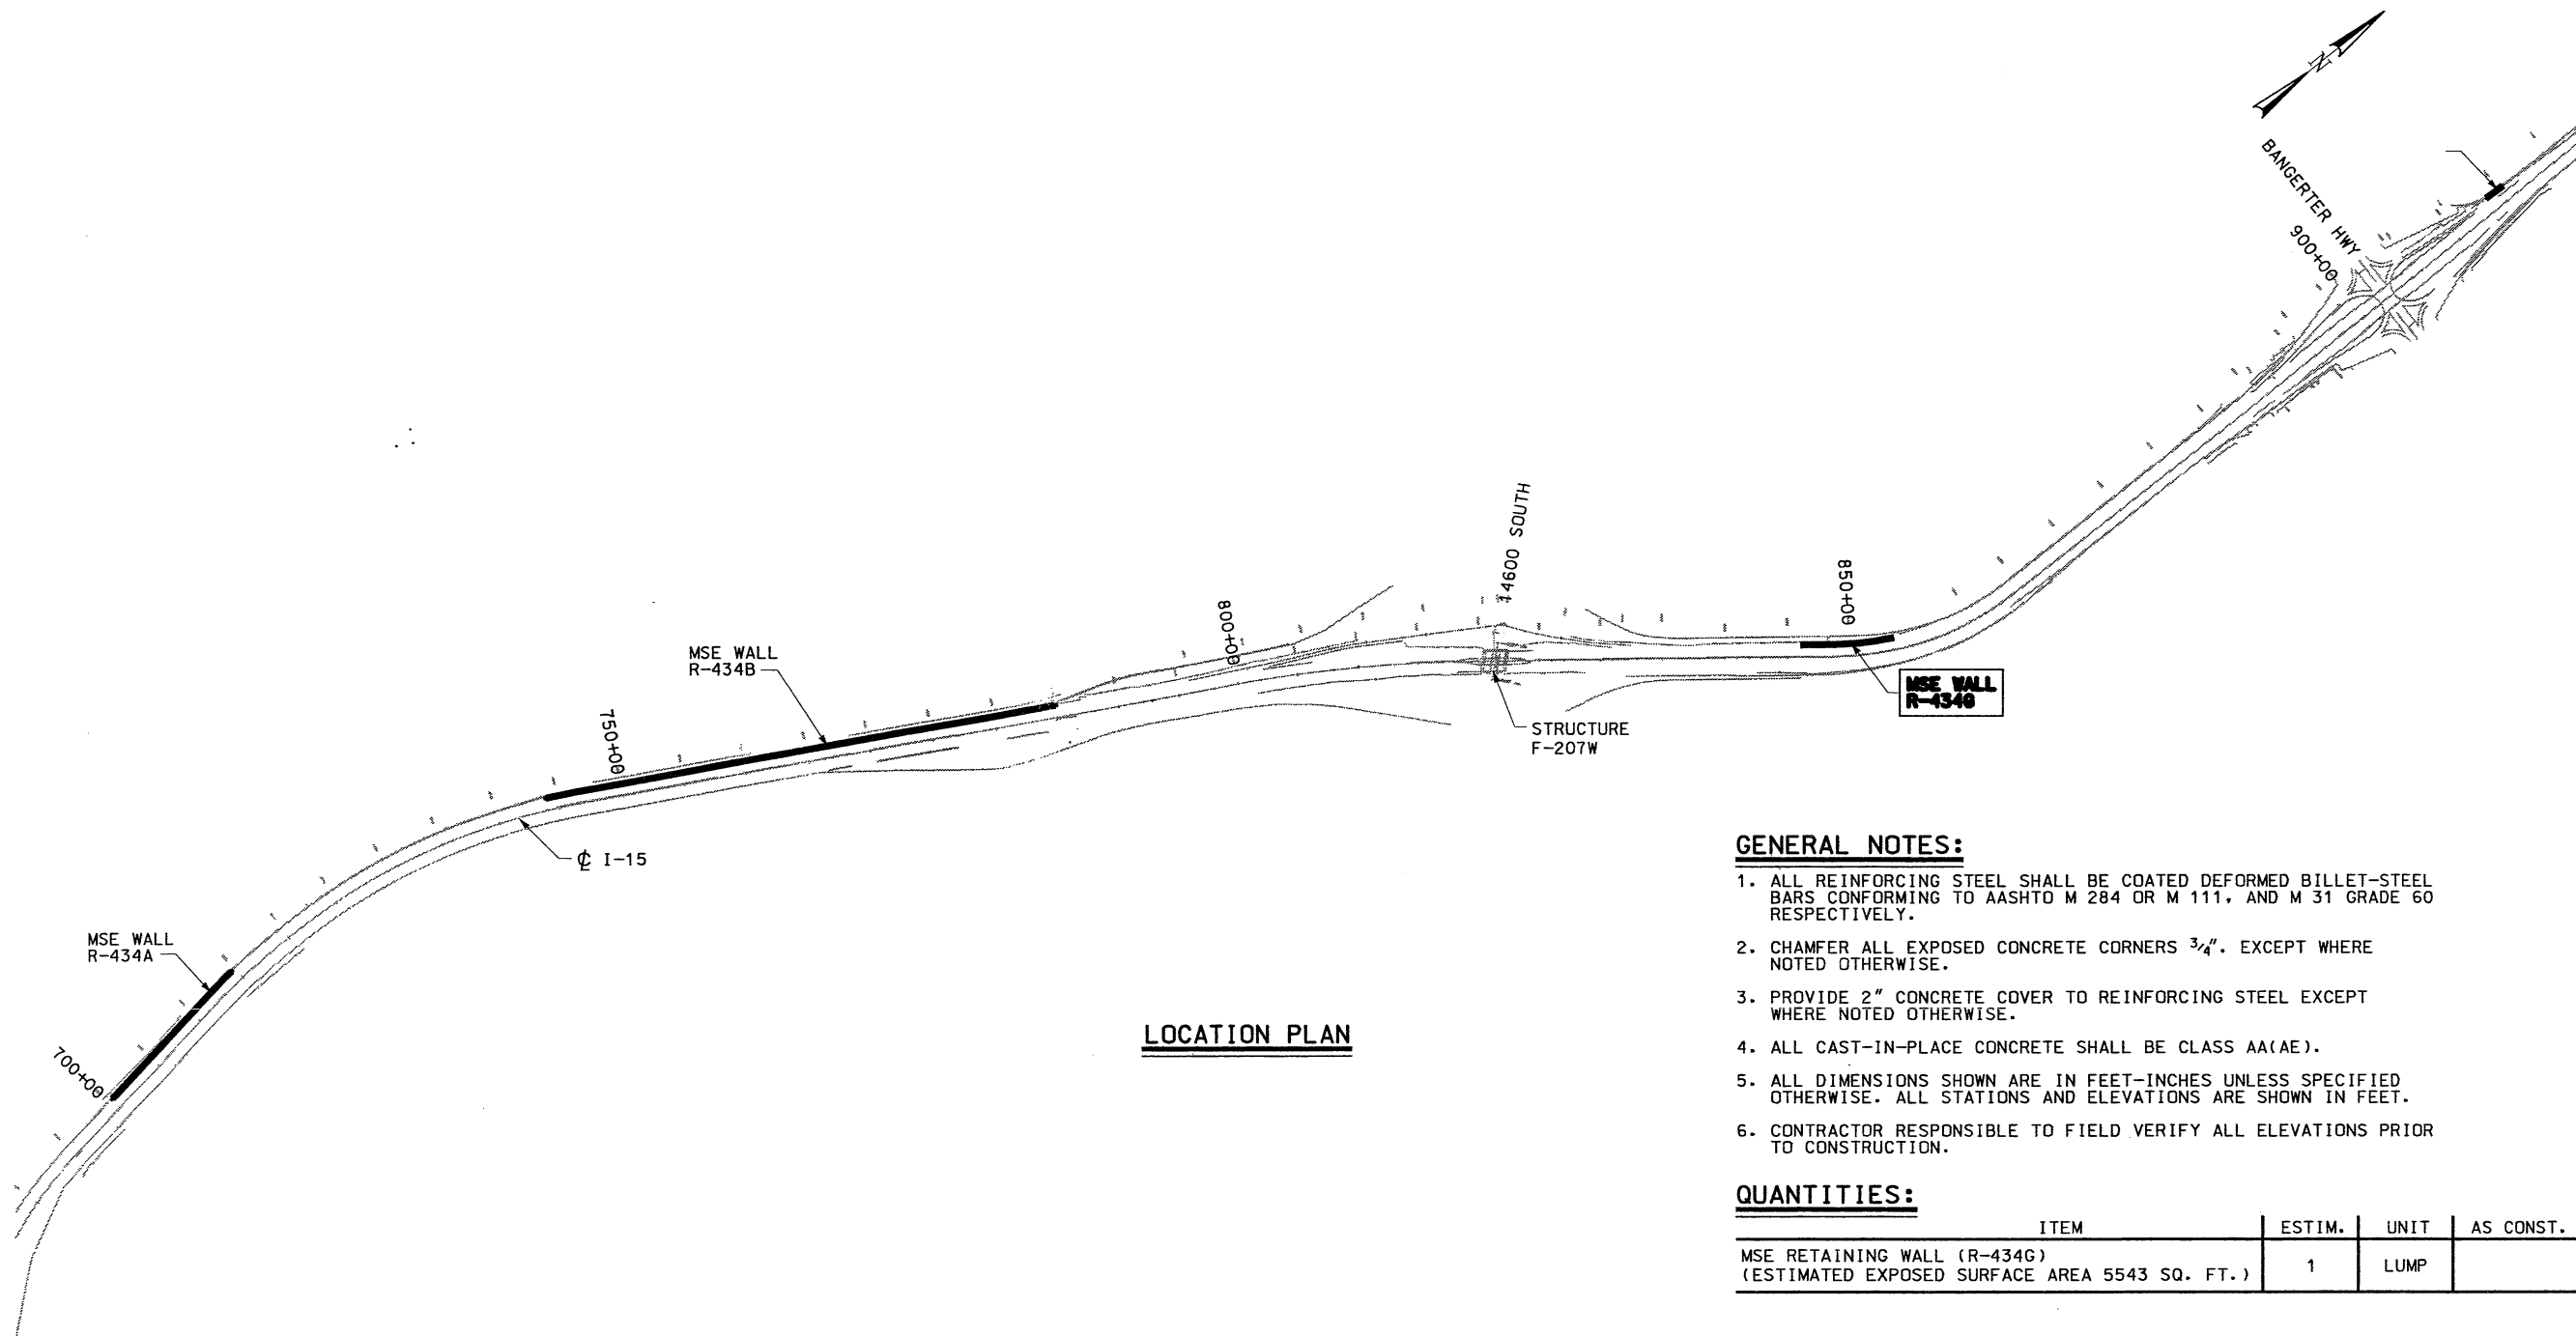 N
BANGERTER HWY
900+00
14600 SOUTH
850+00
800+00
MSE WALL
R-434B
MSE WALL
R-434G
750+00
STRUCTURE
F-207W
℄ I-15
MSE WALL
R-434A
700+00
LOCATION PLAN
GENERAL NOTES:
1. ALL REINFORCING STEEL SHALL BE COATED DEFORMED BILLET-STEEL
BARS CONFORMING TO AASHTO M 284 OR M 111, AND M 31 GRADE 60
RESPECTIVELY.
2. CHAMFER ALL EXPOSED CONCRETE CORNERS 3/4". EXCEPT WHERE
NOTED OTHERWISE.
3. PROVIDE 2" CONCRETE COVER TO REINFORCING STEEL EXCEPT
WHERE NOTED OTHERWISE.
4. ALL CAST-IN-PLACE CONCRETE SHALL BE CLASS AA(AE).
5. ALL DIMENSIONS SHOWN ARE IN FEET-INCHES UNLESS SPECIFIED
OTHERWISE. ALL STATIONS AND ELEVATIONS ARE SHOWN IN FEET.
6. CONTRACTOR RESPONSIBLE TO FIELD VERIFY ALL ELEVATIONS PRIOR
TO CONSTRUCTION.
QUANTITIES:
ITEM ESTIM. UNIT AS CONST.
MSE RETAINING WALL (R-434G)
(ESTIMATED EXPOSED SURFACE AREA 5543 SQ. FT.) 1 LUMP